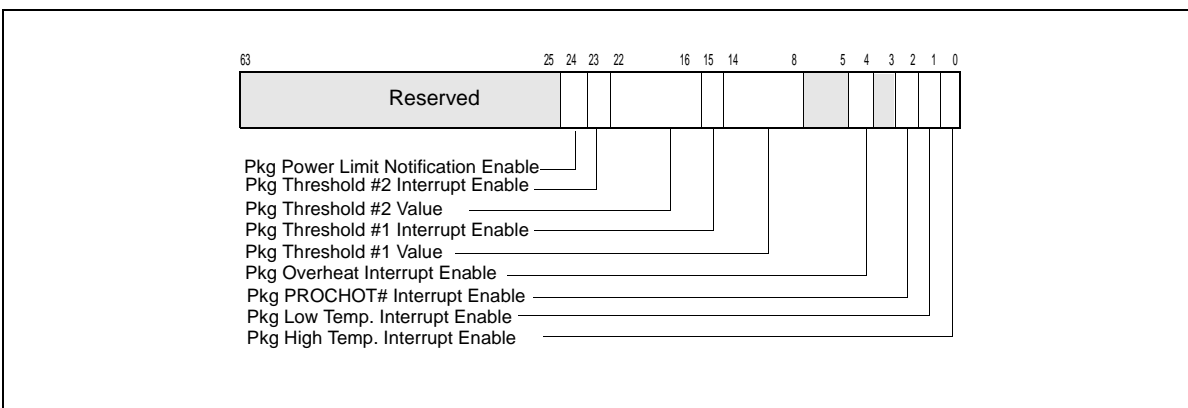 63 25 24 23 22 16 15 14 8 5 4 3 2 1 0
Reserved
Pkg Power Limit Notification Enable
Pkg Threshold #2 Interrupt Enable
Pkg Threshold #2 Value
Pkg Threshold #1 Interrupt Enable
Pkg Threshold #1 Value
Pkg Overheat Interrupt Enable
Pkg PROCHOT# Interrupt Enable
Pkg Low Temp. Interrupt Enable
Pkg High Temp. Interrupt Enable